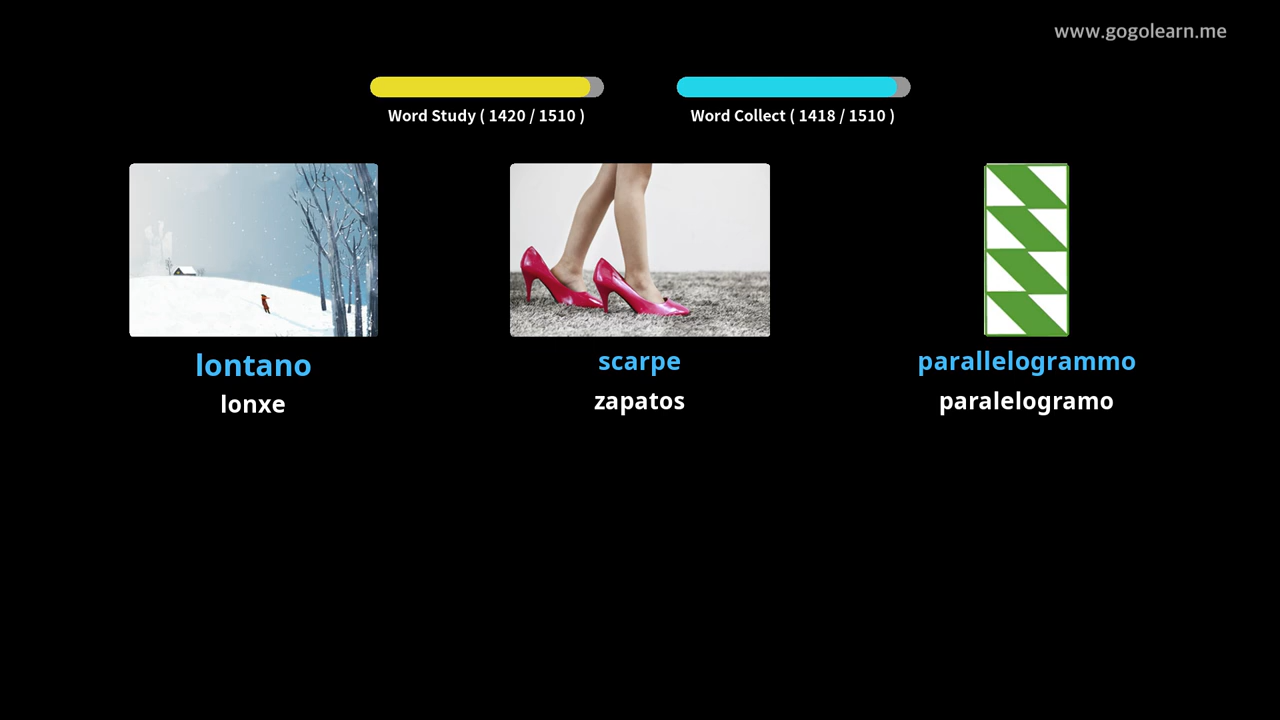 www.gogolearn.me
Word Study ( 1420 / 1510 )
Word Collect ( 1418 / 1510 )
lontano
lonxe
scarpe
zapatos
parallelogrammo
paralelogramo